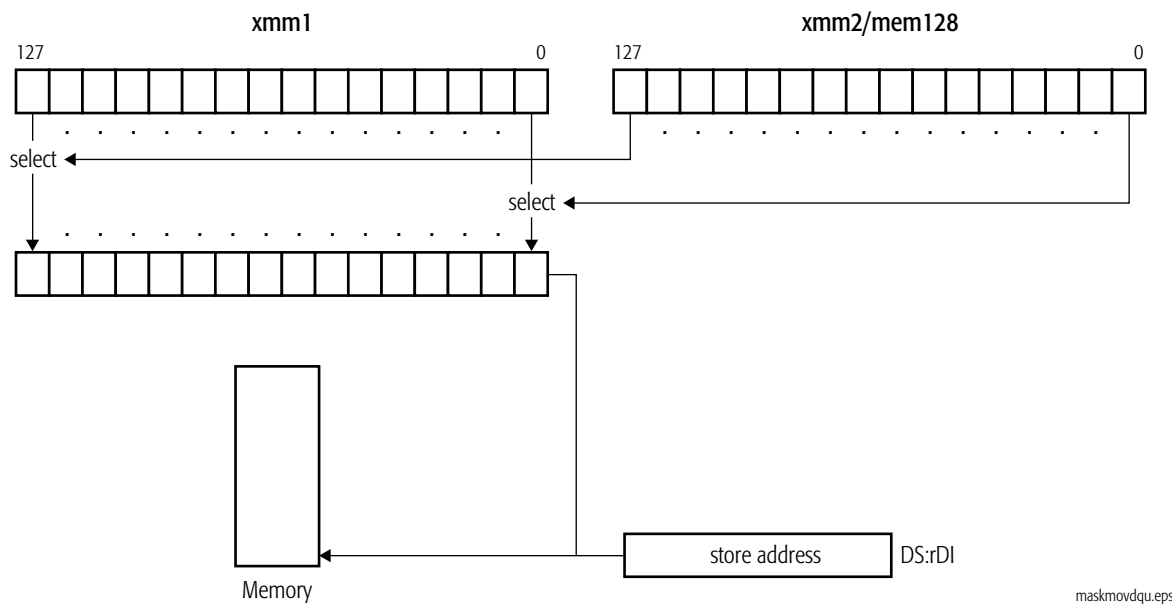 xmm1 xmm2/mem128
127 0 127 0
. . . . . . . . . . . . . . . . . . . . . . . . . . . .
select
select
. . . . . . . . . . . . . .
store address DS:rDI
Memory
maskmovdqu.eps